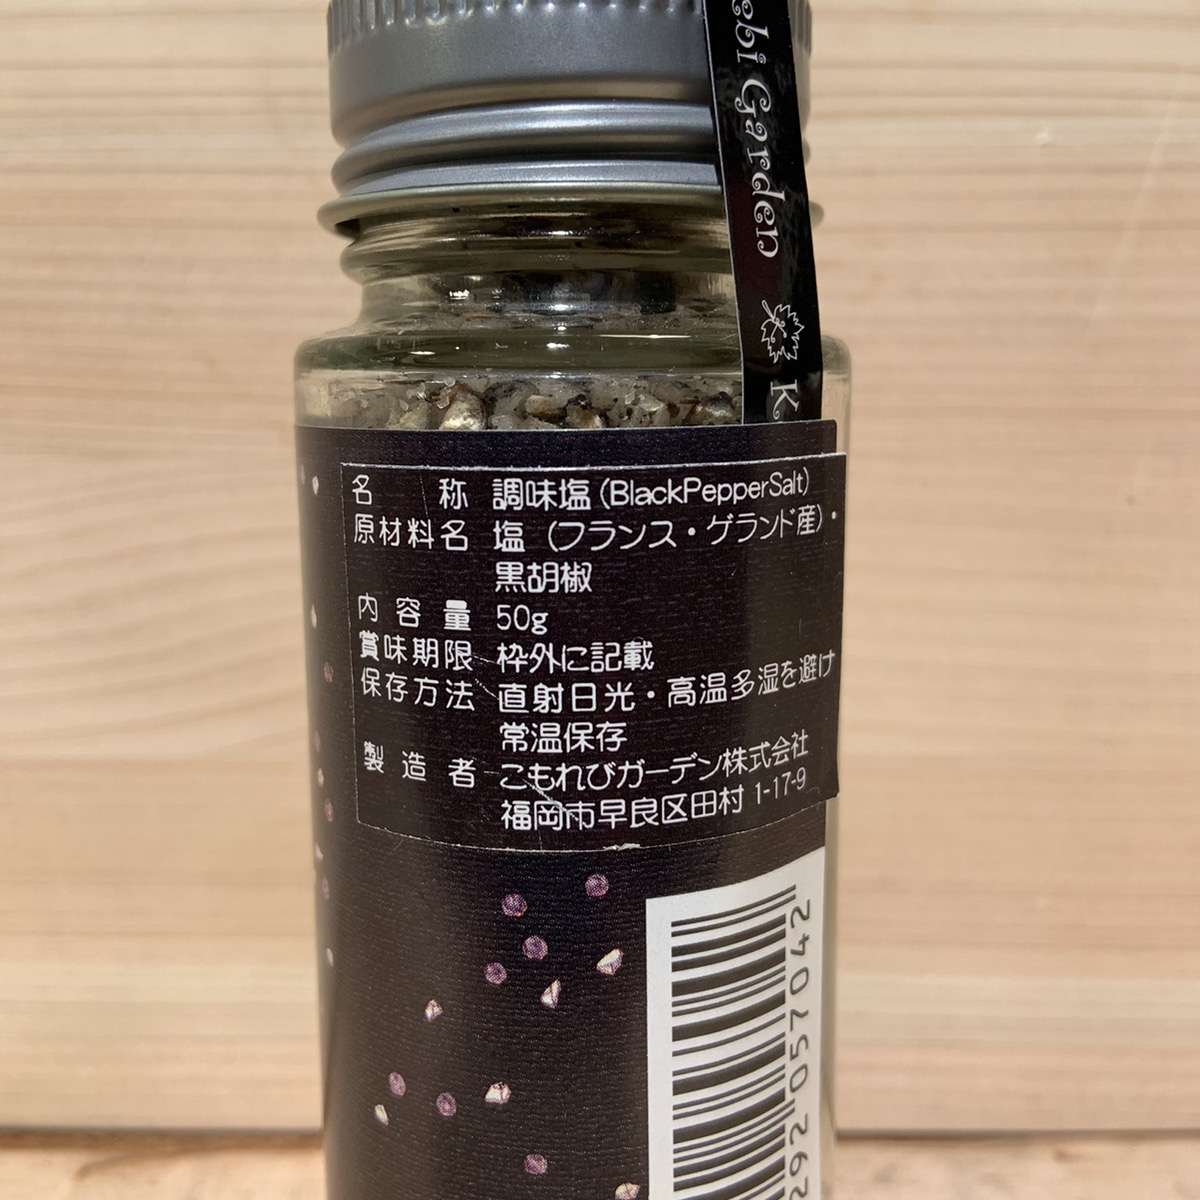 Garden
K
名 称 調味塩 (BlackPepperSalt)
原材料名 塩 (フランス・ゲランド産)・
黒胡椒
内容量 50g
賞味期限 枠外に記載
保存方法 直射日光・高温多湿を避け
常温保存
製造者 こもれびガーデン株式会社
福岡市早良区田村 1-17-9
292 057042